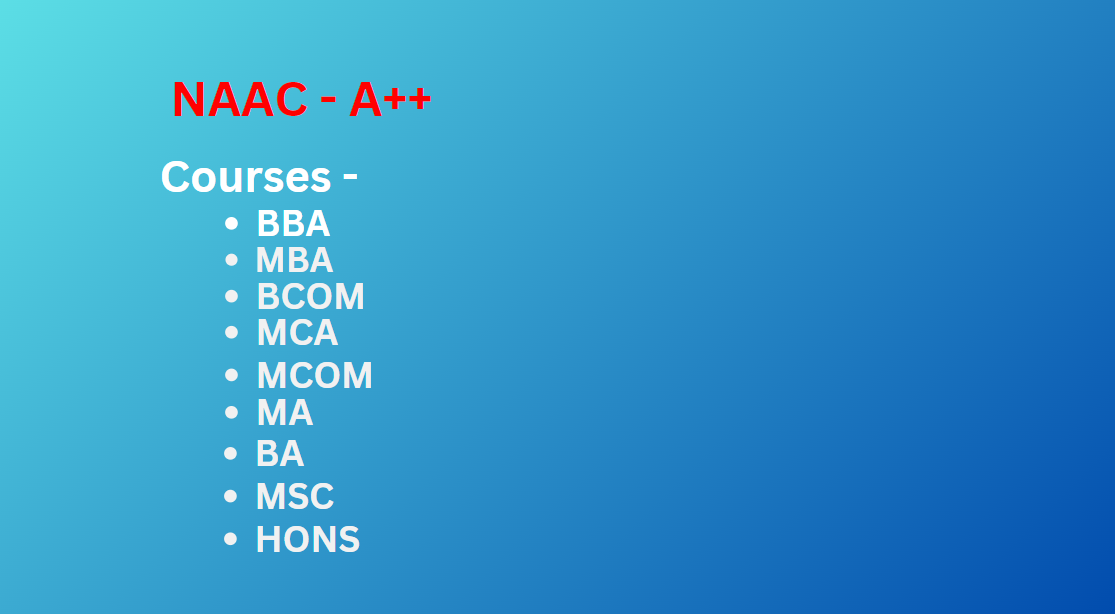 NAAC - A++
Courses -
• BBA
• MBA
• BCOM
• MCA
• MCOM
• MA
• BA
• MSC
• HONS